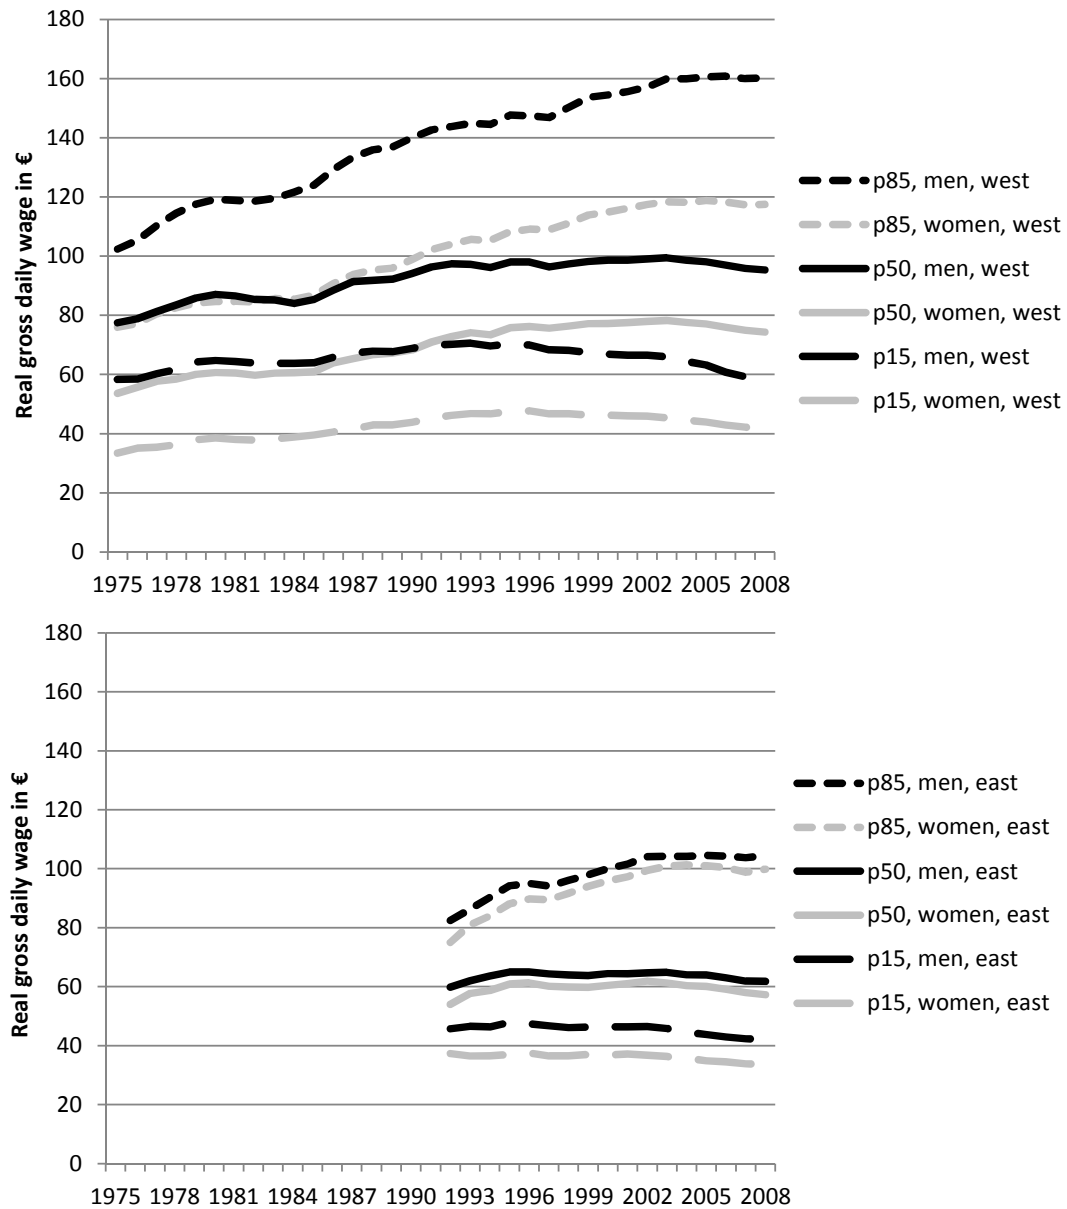 Real gross daily wage in €
180
160
140
120
100
80
60
40
20
0
1975 1978 1981 1984 1987 1990 1993 1996 1999 2002 2005 2008
p85, men, west
p85, women, west
p50, men, west
p50, women, west
p15, men, west
p15, women, west
Real gross daily wage in €
180
160
140
120
100
80
60
40
20
0
1975 1978 1981 1984 1987 1990 1993 1996 1999 2002 2005 2008
p85, men, east
p85, women, east
p50, men, east
p50, women, east
p15, men, east
p15, women, east